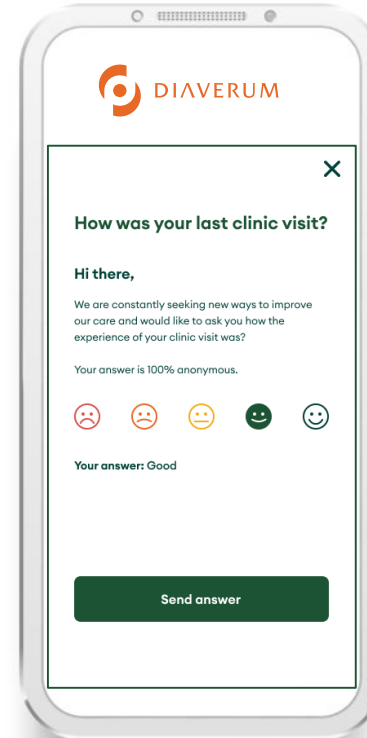 DIAVERUM
How was your last clinic visit?
Hi there,
We are constantly seeking new ways to improve
our care and would like to ask you how the
experience of your clinic visit was?
Your answer is 100% anonymous.
Your answer: Good
Send answer